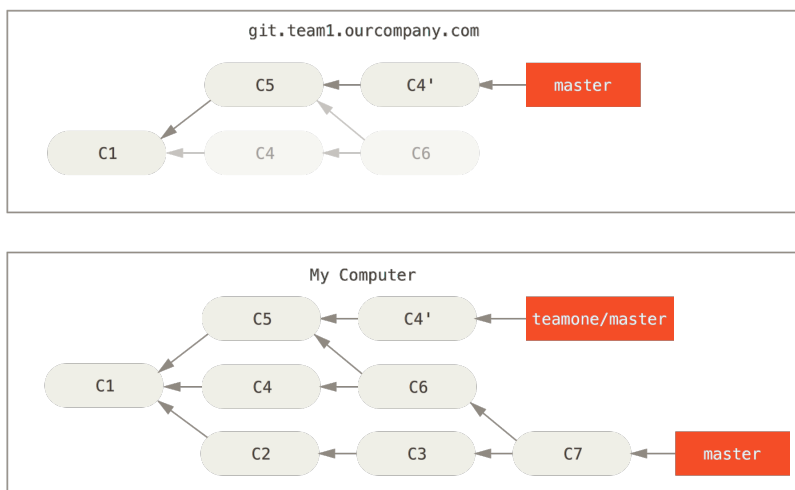 git.team1.ourcompany.com
C5 C4' master
C1 C4 C6
My Computer
C5 C4' teamone/master
C1 C4 C6
C2 C3 C7 master